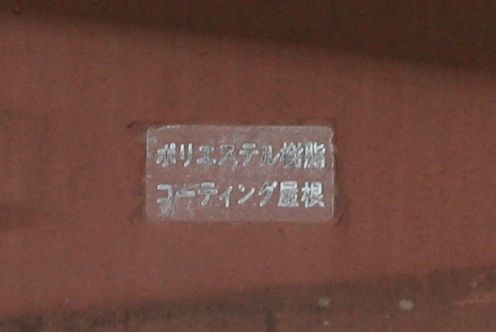 ポリエステル樹脂
コーティング屋根